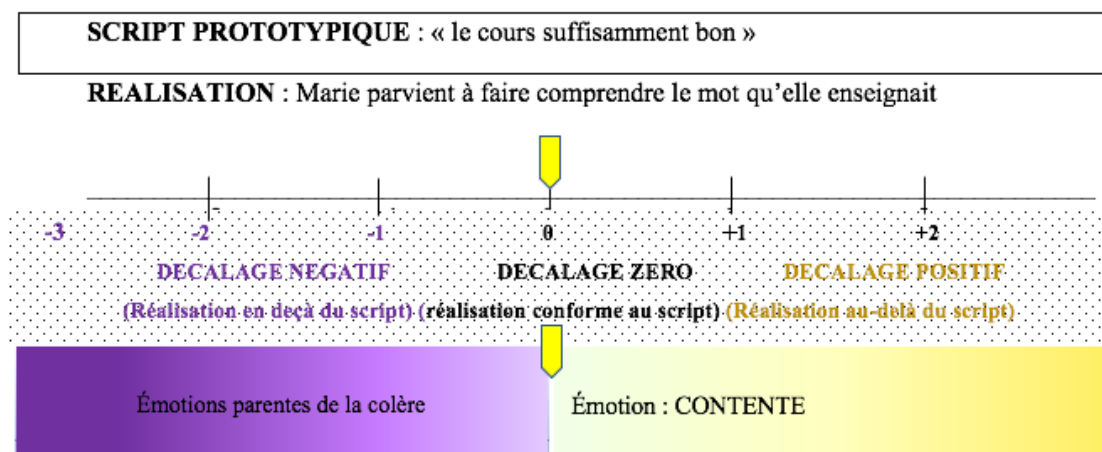 SCRIPT PROTOTYPIQUE : « le cours suffisamment bon »
REALISATION : Marie parvient à faire comprendre le mot qu'elle enseignait
-3 -2 -1 0 +1 +2
DECALAGE NEGATIF DECALAGE ZERO DECALAGE POSITIF
(Réalisation en deçà du script) (réalisation conforme au script) (Réalisation au-delà du script)
Émotions parentes de la colère Émotion : CONTENTE